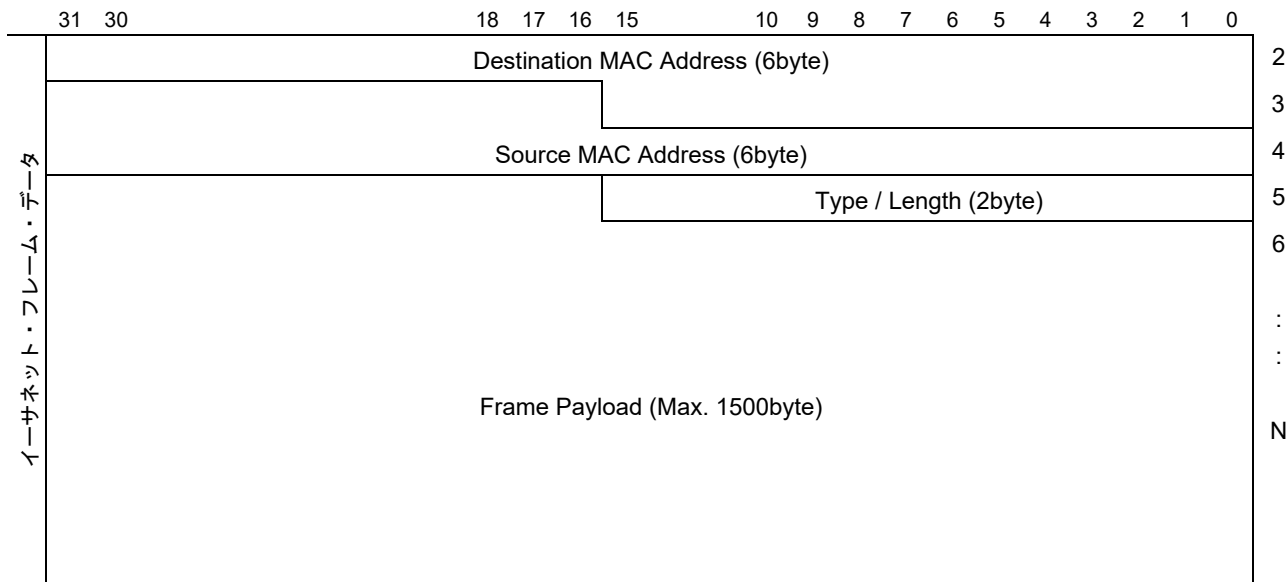 31 30 18 17 16 15 10 9 8 7 6 5 4 3 2 1 0
Destination MAC Address (6byte) 2
3
Source MAC Address (6byte) 4
Type / Length (2byte) 5
6
:
:
Frame Payload (Max. 1500byte)
N
イーサネット・フレーム・データ